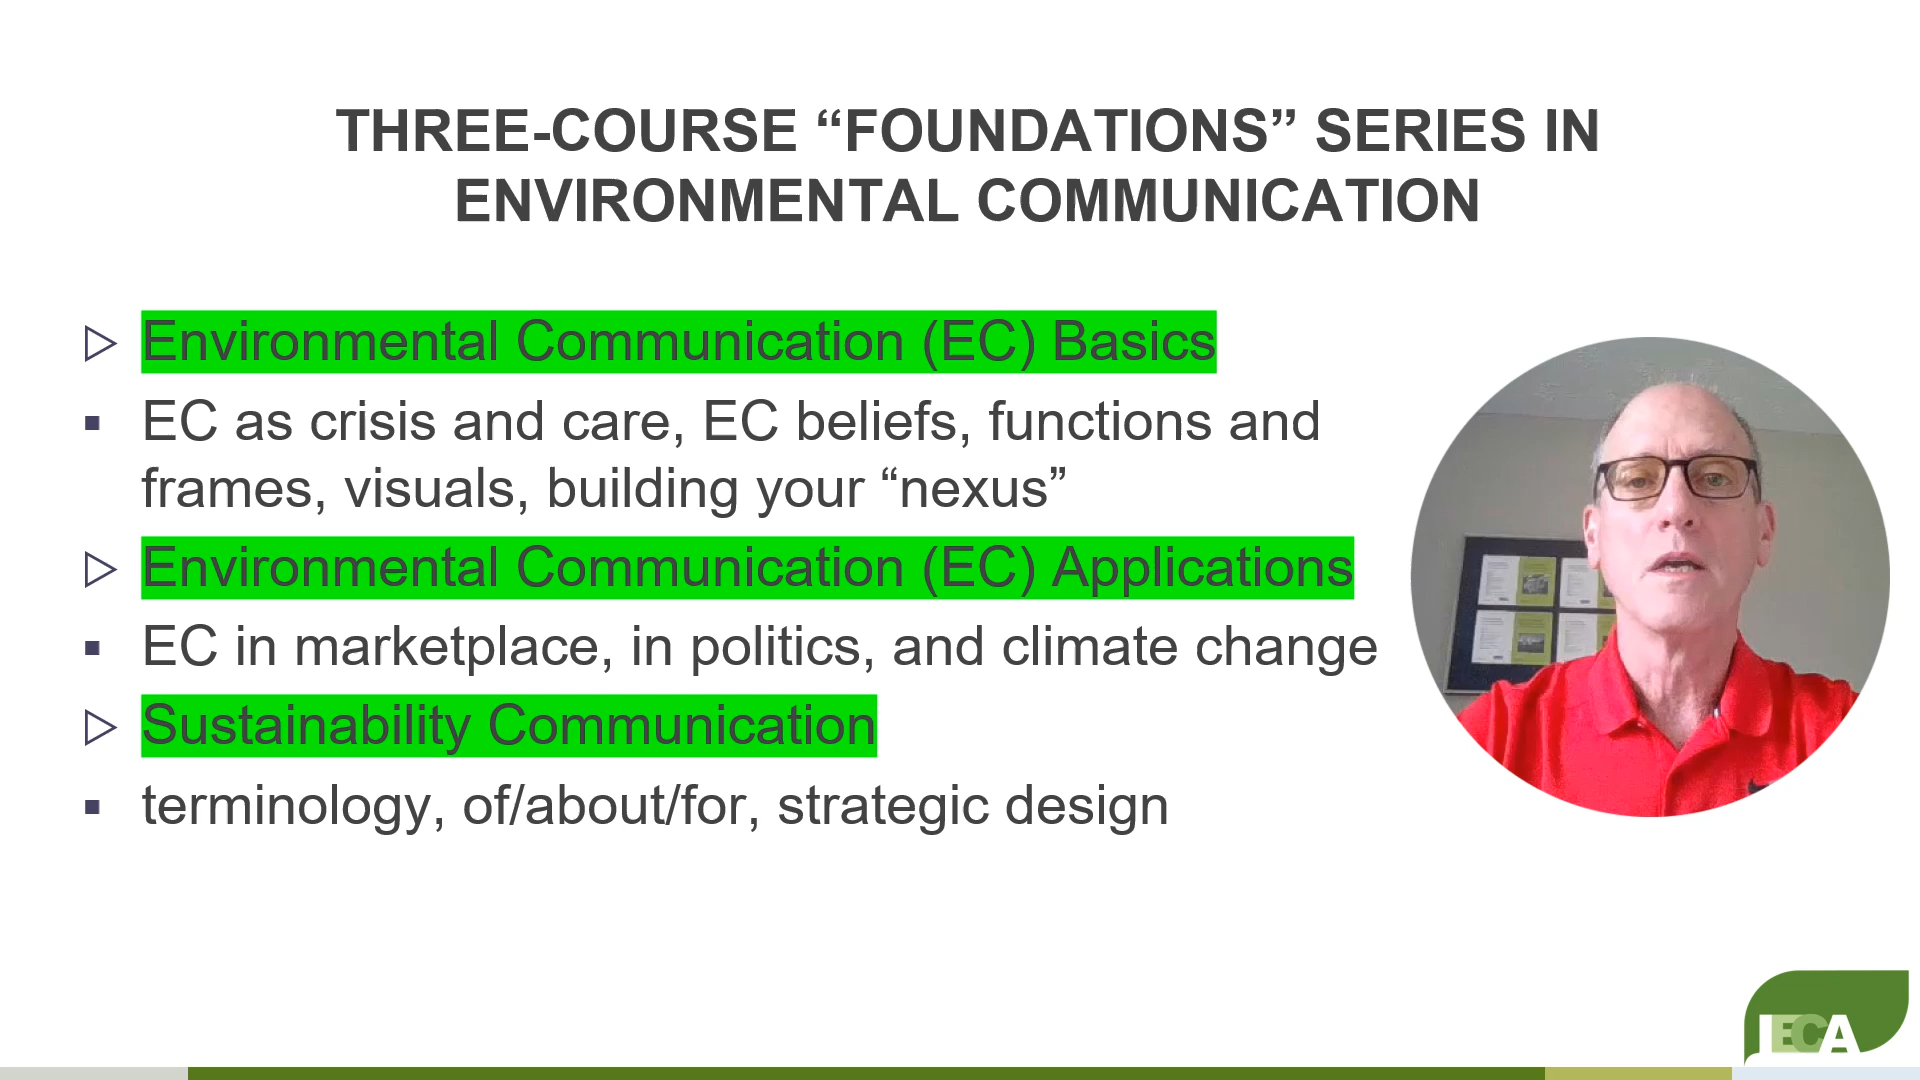 THREE-COURSE “FOUNDATIONS” SERIES IN
ENVIRONMENTAL COMMUNICATION
Environmental Communication (EC) Basics
EC as crisis and care, EC beliefs, functions and
frames, visuals, building your “nexus”
Environmental Communication (EC) Applications
EC in marketplace, in politics, and climate change
Sustainability Communication
terminology, of/about/for, strategic design
IECA